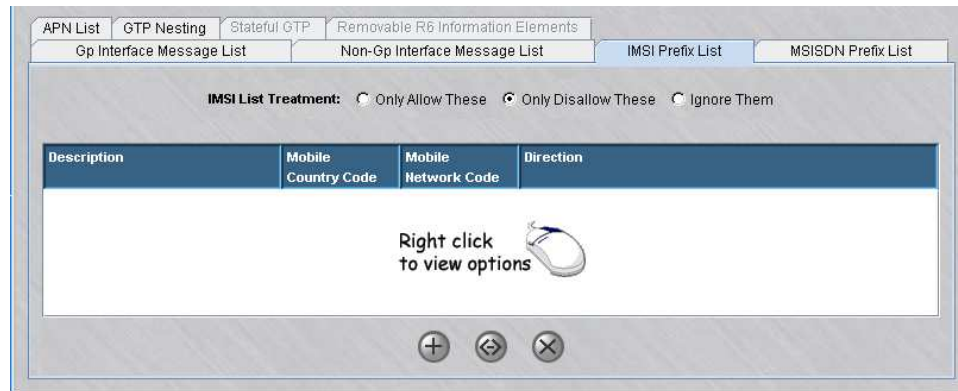 APN List GTP Nesting Stateful GTP Removable R6 Information Elements
Gp Interface Message List Non-Gp Interface Message List IMSI Prefix List MSISDN Prefix List
IMSI List Treatment: Only Allow These Only Disallow These Ignore Them
Description Mobile Country Code Mobile Network Code Direction
Right click
to view options